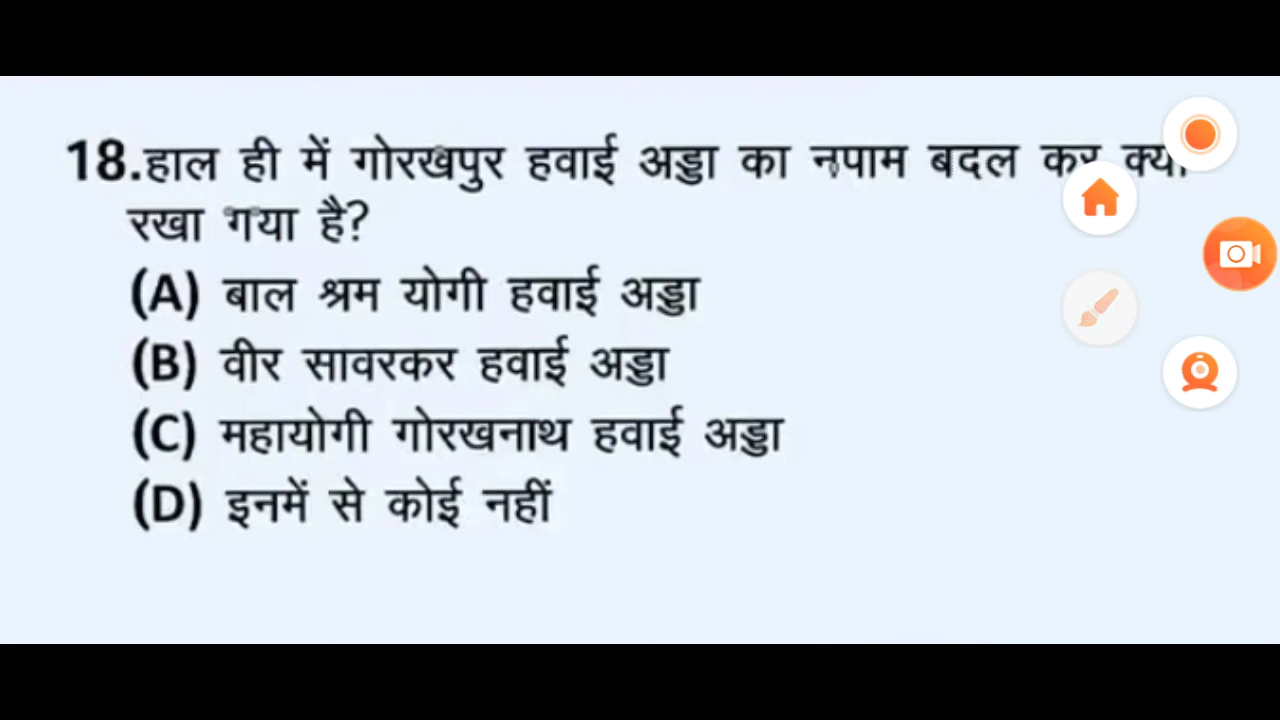 18.हाल ही में गोरखपुर हवाई अड्डा का नपाम बदल कर क्या
रखा गया है?
(A) बाल श्रम योगी हवाई अड्डा
(B) वीर सावरकर हवाई अड्डा
(C) महायोगी गोरखनाथ हवाई अड्डा
(D) इनमें से कोई नहीं